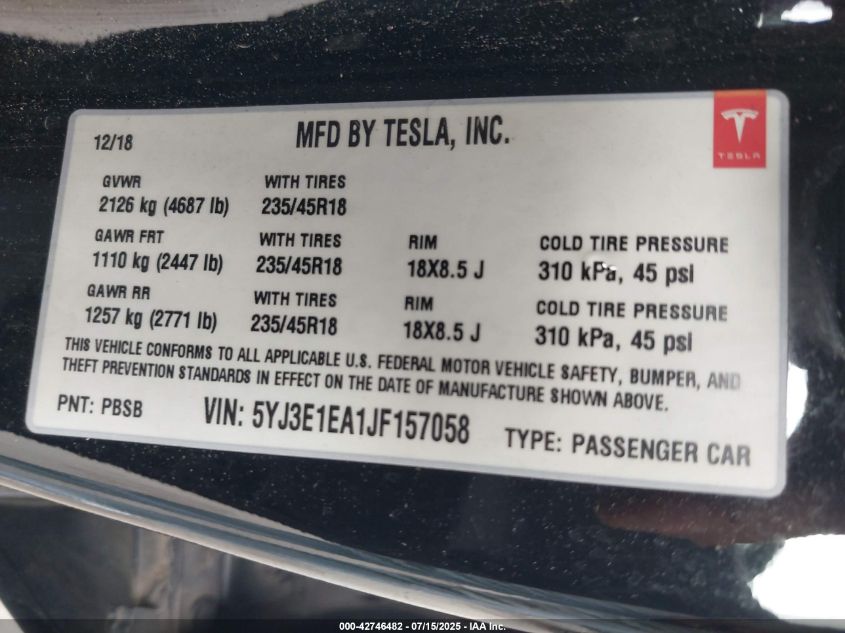 12/18 MFD BY TESLA, INC.
TESLA
GVWR WITH TIRES
2126 kg (4687 lb) 235/45R18
GAWR FRT WITH TIRES RIM COLD TIRE PRESSURE
1110 kg (2447 lb) 235/45R18 18X8.5 J 310 kPa, 45 psi
GAWR RR WITH TIRES RIM COLD TIRE PRESSURE
1257 kg (2771 lb) 235/45R18 18X8.5 J 310 kPa, 45 psi
THIS VEHICLE CONFORMS TO ALL APPLICABLE U.S. FEDERAL MOTOR VEHICLE SAFETY, BUMPER, AND
THEFT PREVENTION STANDARDS IN EFFECT ON THE DATE OF MANUFACTURE SHOWN ABOVE.
PNT: PBSB VIN: 5YJ3E1EA1JF157058 TYPE: PASSENGER CAR
000-42746482 - 07/15/2025 - IAA Inc.